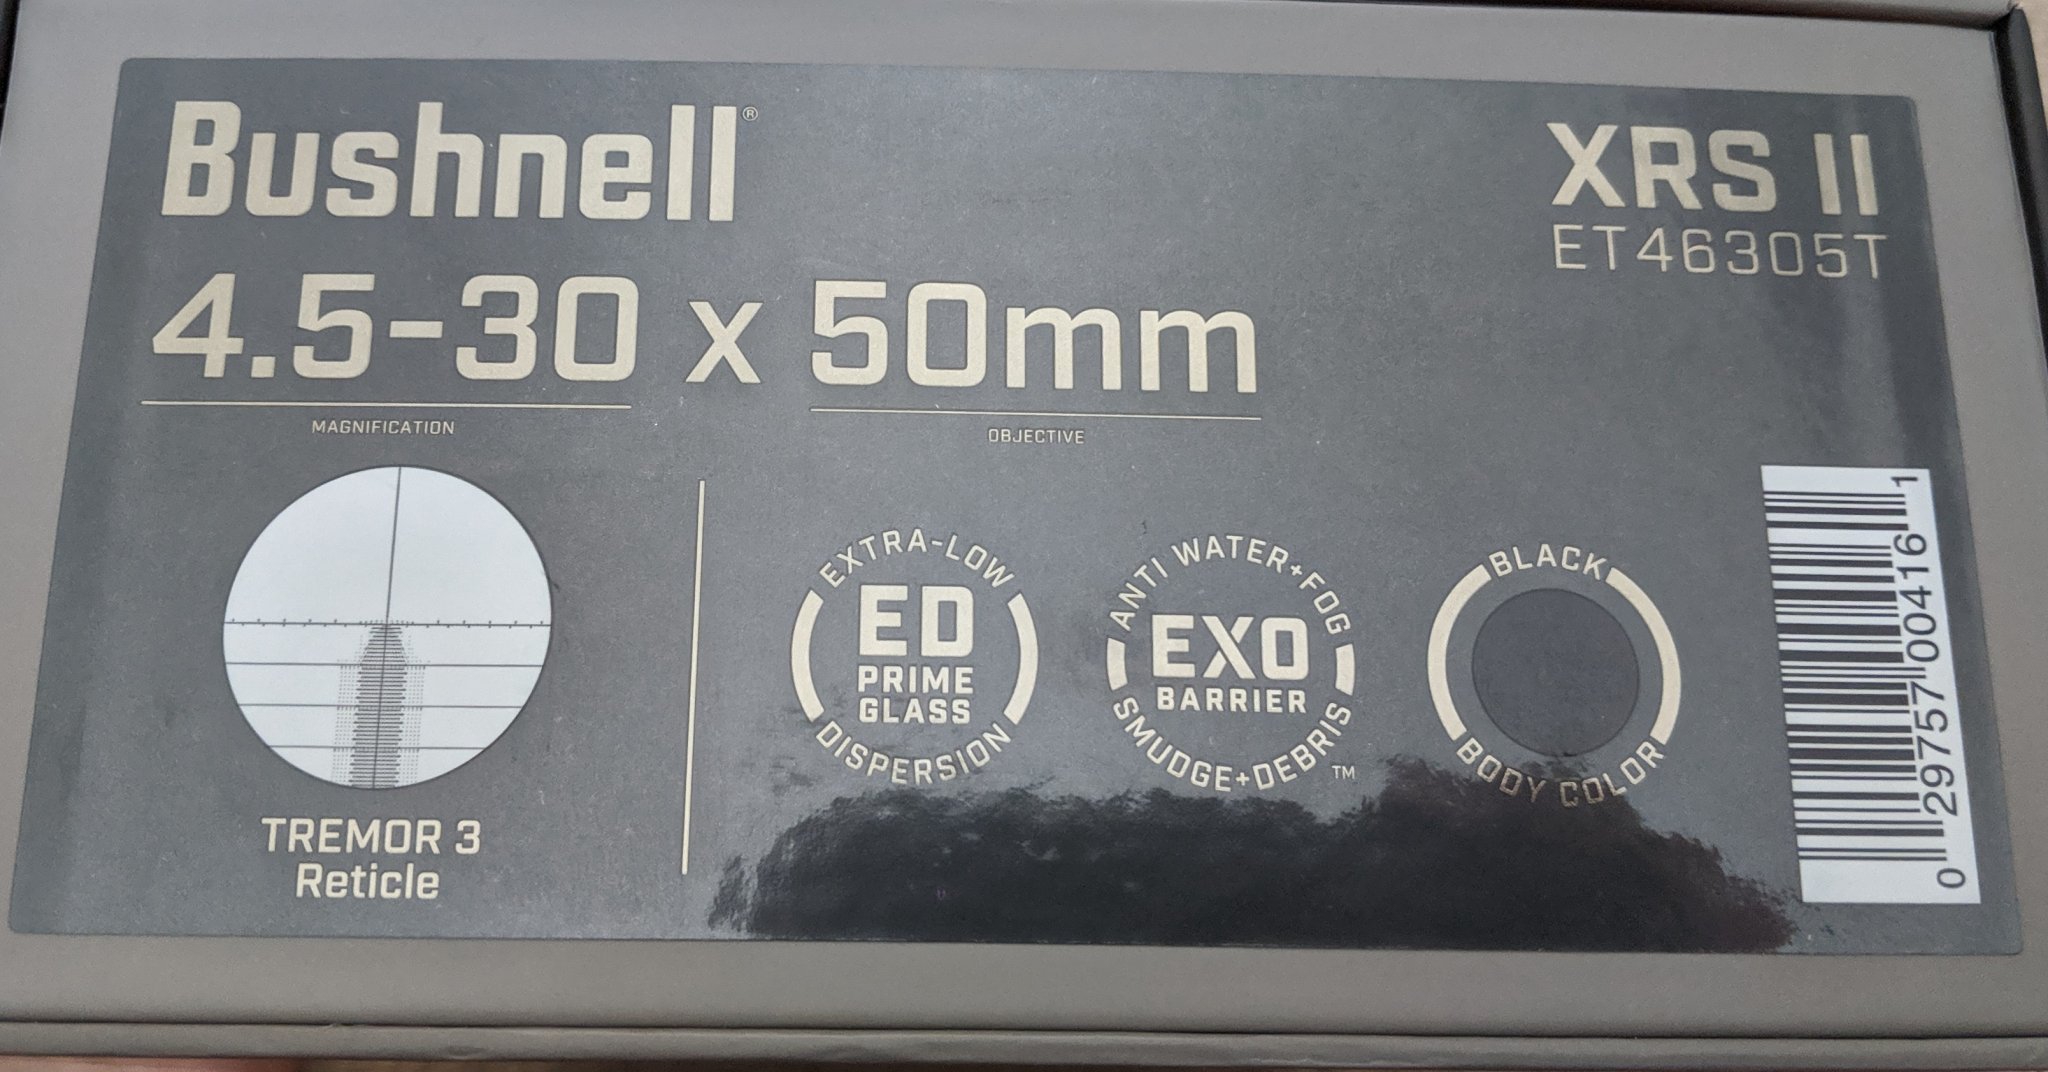 Bushnell®
XRS II
ET46305T
4.5-30 x 50mm
MAGNIFICATION
OBJECTIVE
TREMOR 3
Reticle
EXTRA-LOW
ED
PRIME
GLASS
DISPERSION
ANTI WATER+FOG
EXO
BARRIER
SMUDGE+DEBRIS™
BLACK
BODY COLOR
0 29757 00416 1